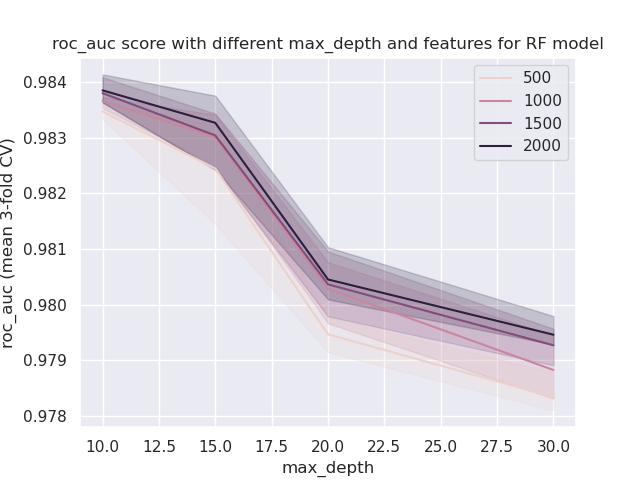 roc_auc score with different max_depth and features for RF model
500
1000
1500
2000
0.984
0.983
0.982
0.981
0.980
0.979
0.978
roc_auc (mean 3-fold CV)
10.0 12.5 15.0 17.5 20.0 22.5 25.0 27.5 30.0
max_depth